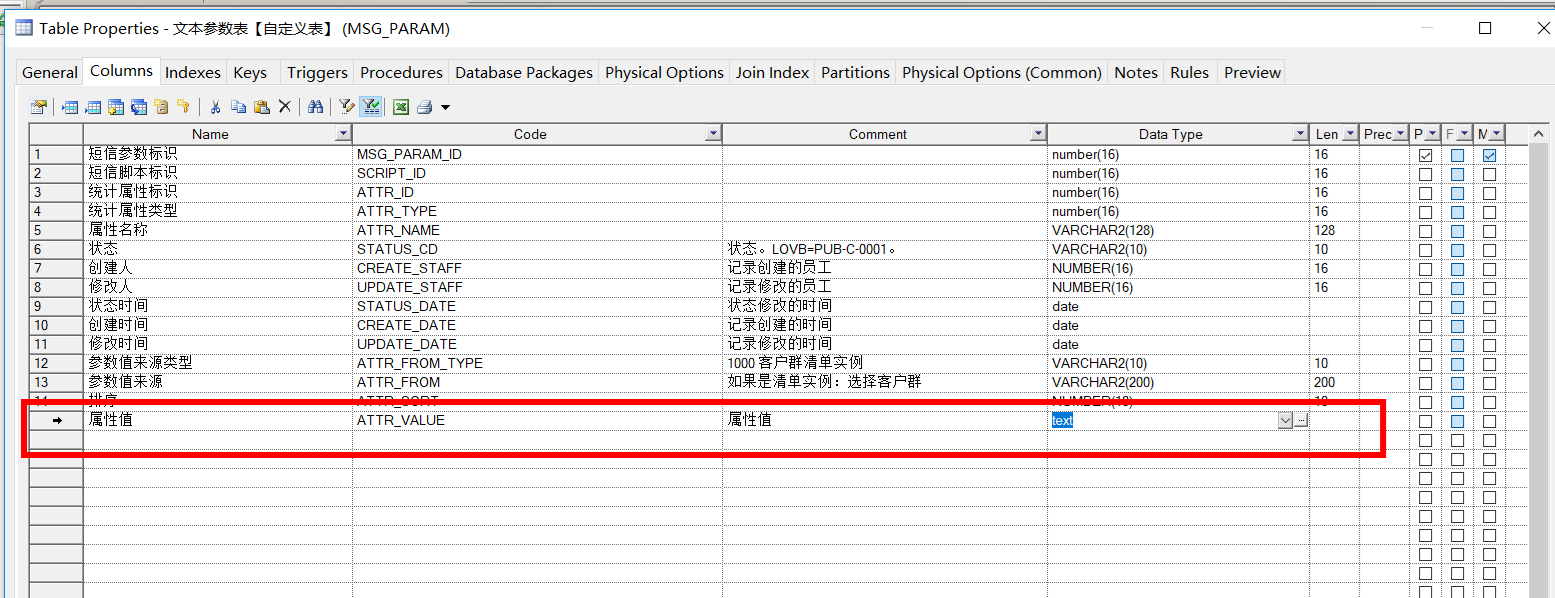 Table Properties - 文本参数表【自定义表】 (MSG_PARAM)
General Columns Indexes Keys Triggers Procedures Database Packages Physical Options Join Index Partitions Physical Options (Common) Notes Rules Preview
Name Code Comment Data Type Len Prec P F M
1 短信参数标识 MSG_PARAM_ID number(16) 16
2 短信脚本标识 SCRIPT_ID number(16) 16
3 统计属性标识 ATTR_ID number(16) 16
4 统计属性类型 ATTR_TYPE number(16) 16
5 属性名称 ATTR_NAME VARCHAR2(128) 128
6 状态 STATUS_CD 状态。LOVB=PUB-C-0001。 VARCHAR2(10) 10
7 创建人 CREATE_STAFF 记录创建的员工 NUMBER(16) 16
8 修改人 UPDATE_STAFF 记录修改的员工 NUMBER(16) 16
9 状态时间 STATUS_DATE 状态修改的时间 date
10 创建时间 CREATE_DATE 记录创建的时间 date
11 修改时间 UPDATE_DATE 记录修改的时间 date
12 参数值来源类型 ATTR_FROM_TYPE 1000 客户群清单实例 VARCHAR2(10) 10
13 参数值来源 ATTR_FROM 如果是清单实例：选择客户群 VARCHAR2(200) 200
14 排序 ATTR_SORT
属性值 ATTR_VALUE 属性值 text